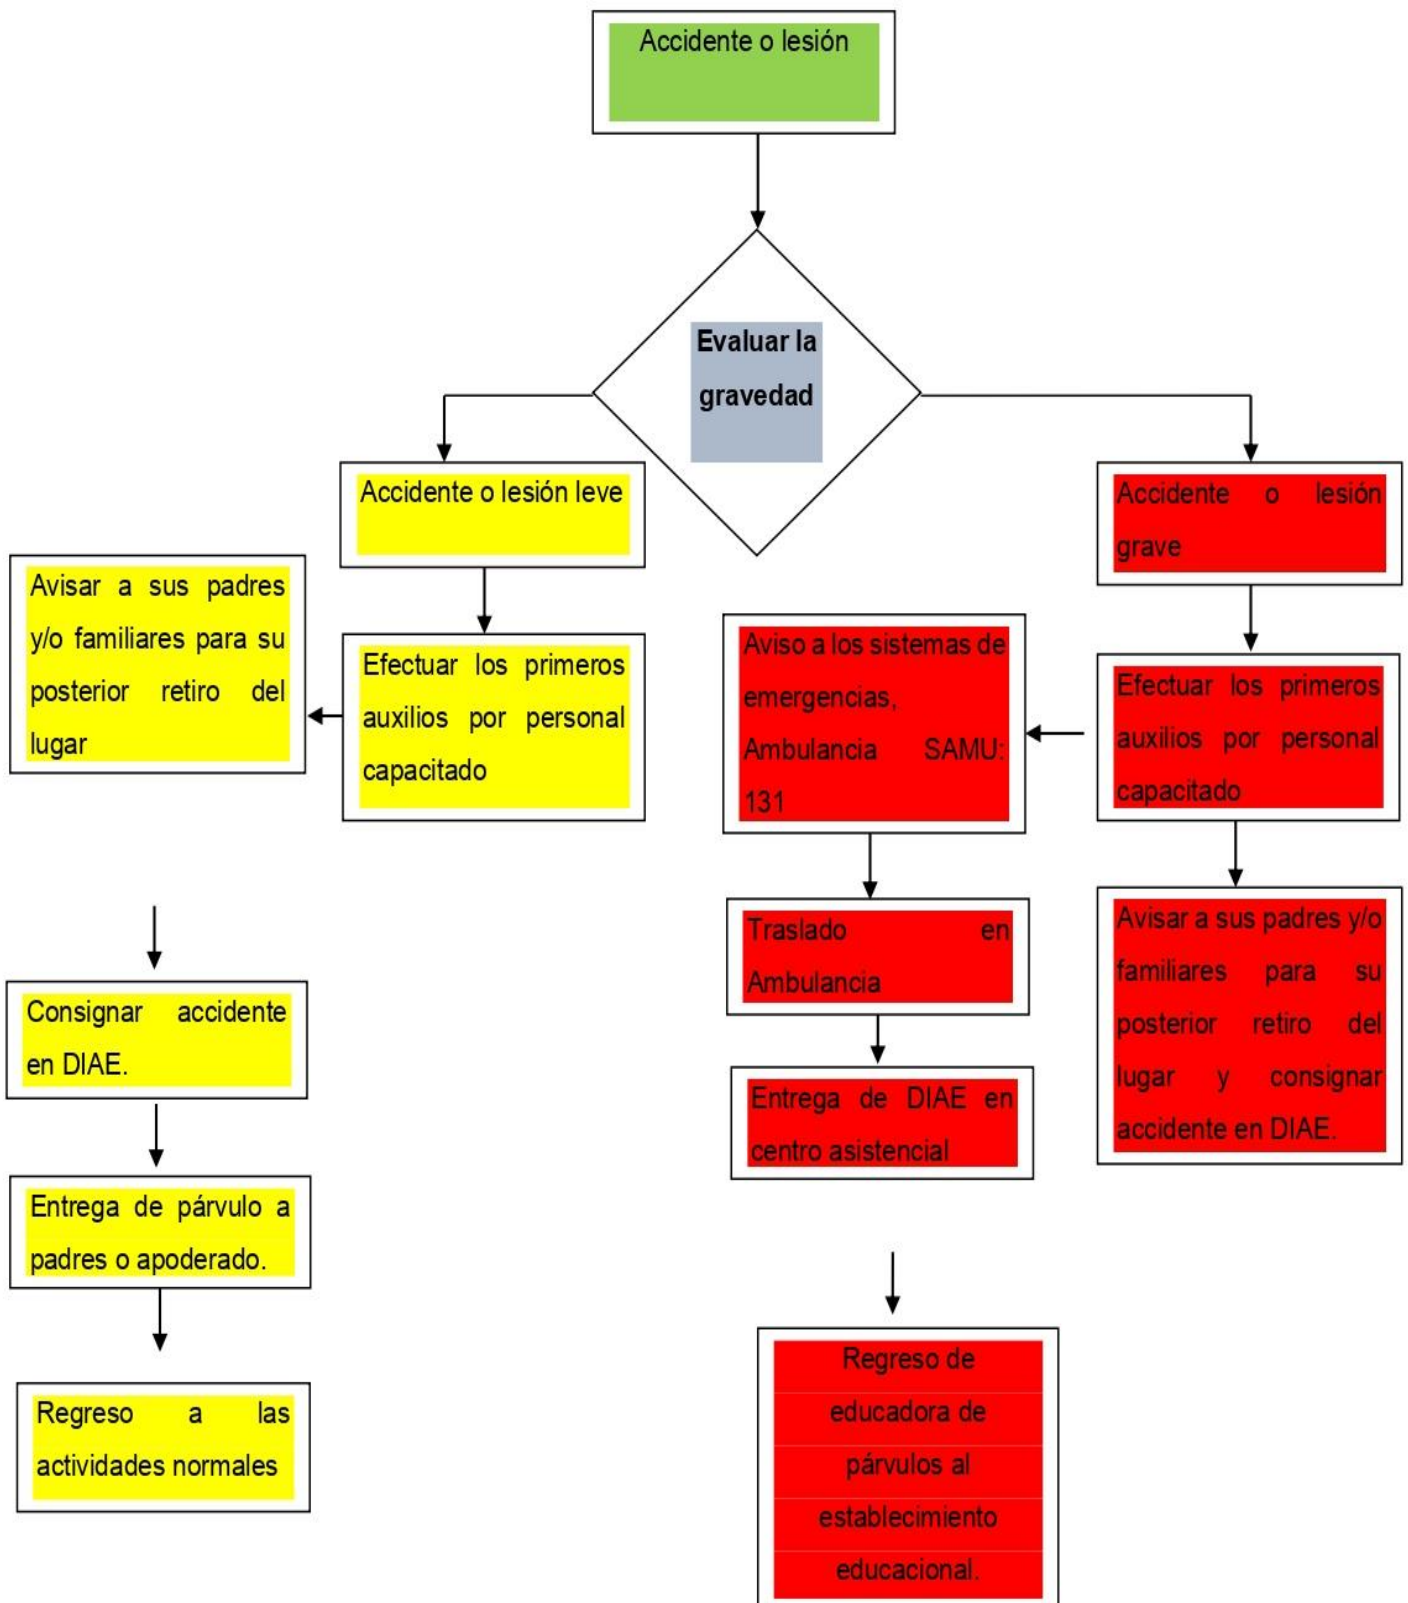 Accidente o lesión
Evaluar la
gravedad
Accidente o lesión leve
Accidente o lesión
grave
Avisar a sus padres
y/o familiares para su
posterior retiro del
lugar
Efectuar los primeros
auxilios por personal
capacitado
Aviso a los sistemas de
emergencias,
Ambulancia SAMU:
131
Efectuar los primeros
auxilios por personal
capacitado
Traslado en
Ambulancia
Avisar a sus padres y/o
familiares para su
posterior retiro del
lugar y consignar
accidente en DIAE.
Consignar accidente
en DIAE.
Entrega de DIAE en
centro asistencial
Entrega de párvulo a
padres o apoderado.
Regreso a las
actividades normales
Regreso de
educadora de
párvulos al
establecimiento
educacional.